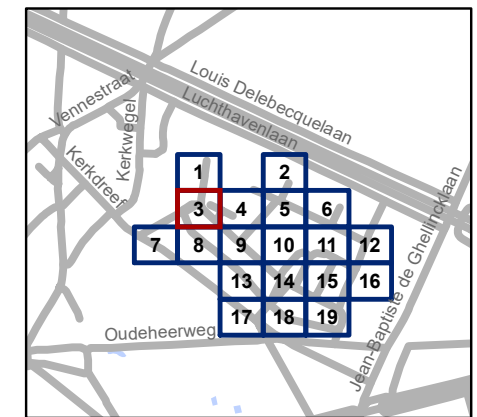 Louis Delebecquelaan
Luchthavenlaan
Vennestraat
Kerkwegel
Kerkdreef
1 2
3 4 5 6
7 8 9 10 11 12
13 14 15 16
17 18 19
Oudeheerweg
Jean-Baptiste de Ghellincklaan